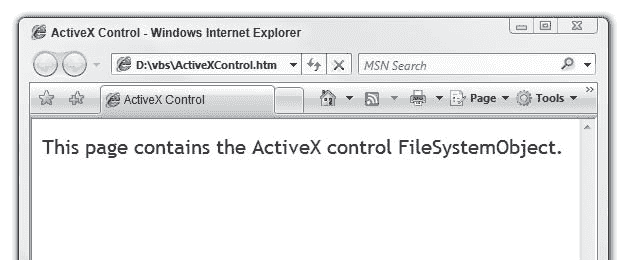 ActiveX Control - Windows Internet Explorer
D:\vbs\ActiveXControl.htm
MSN Search
ActiveX Control
Page
Tools
This page contains the ActiveX control FileSystemObject.